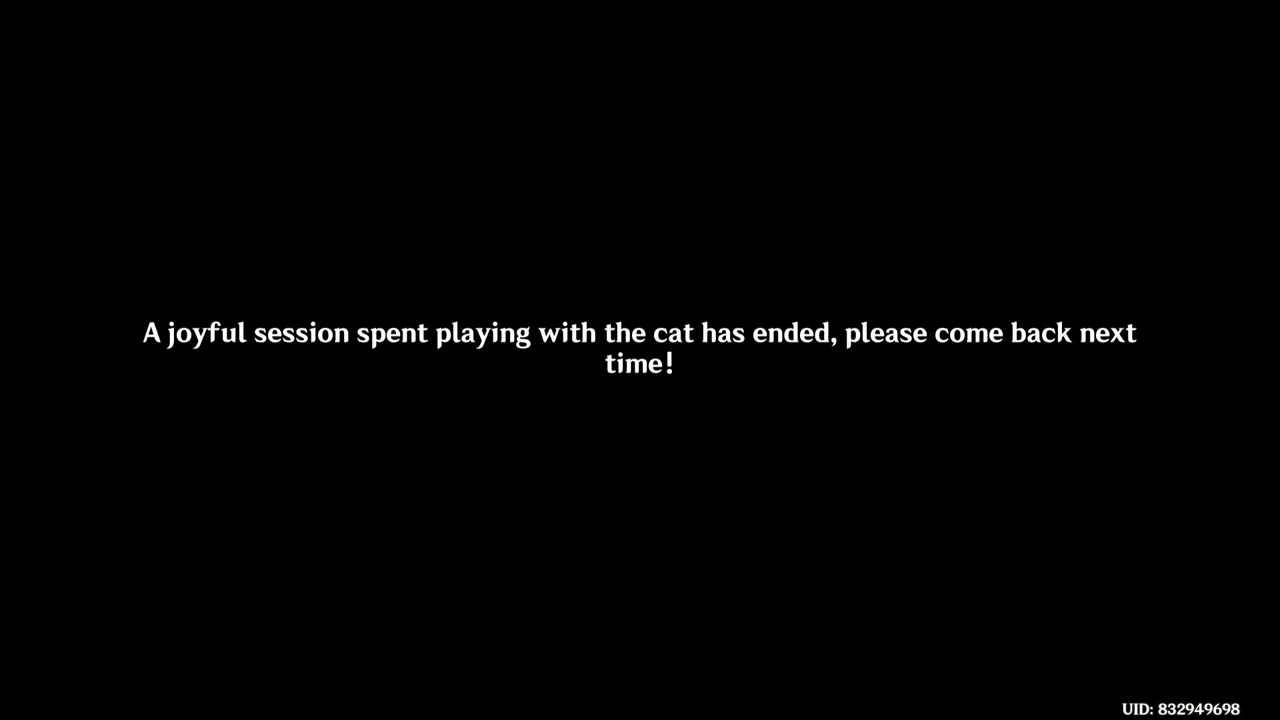 A joyful session spent playing with the cat has ended, please come back next
time!
UID: 832949698